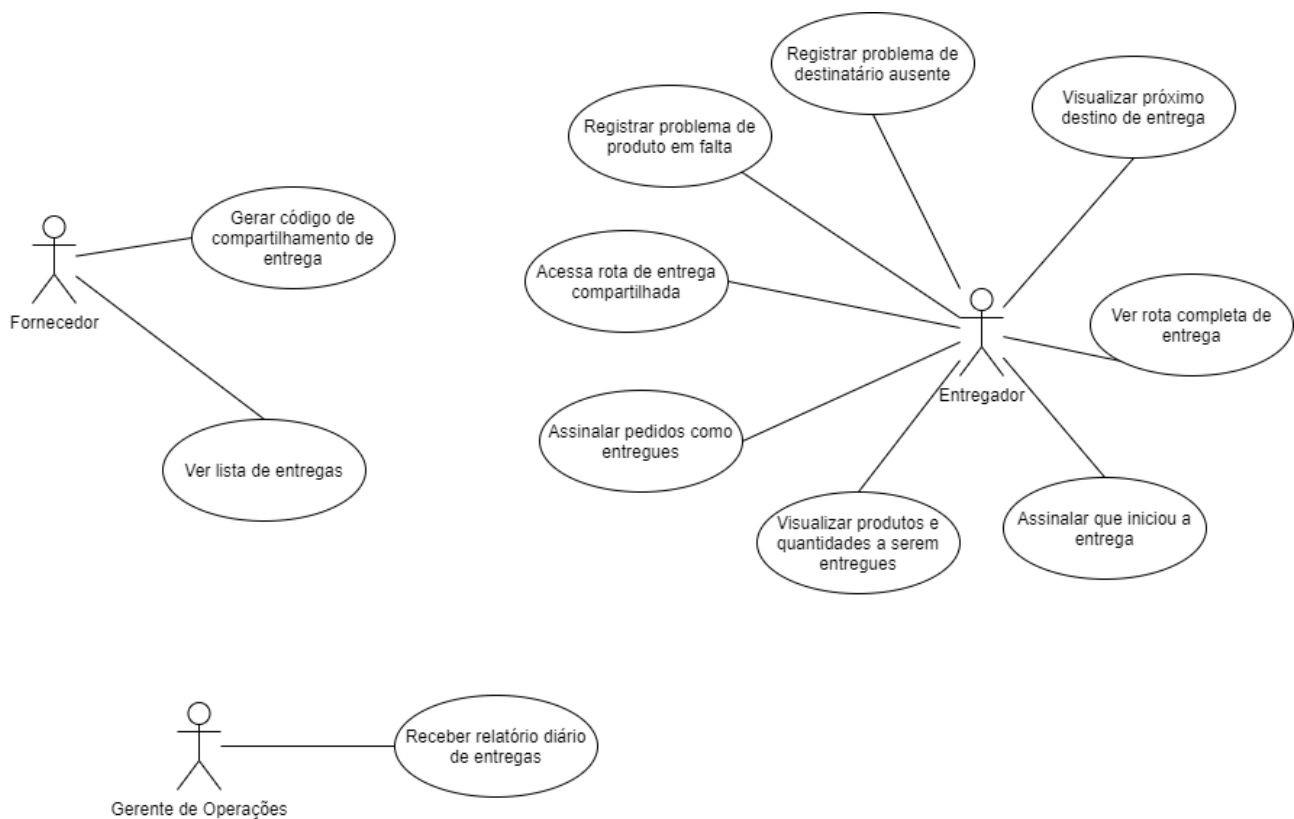 Registrar problema de
destinatário ausente
Registrar problema de
produto em falta
Visualizar próximo
destino de entrega
Gerar código de
compartilhamento de
entrega
Fornecedor
Acessa rota de entrega
compartilhada
Ver rota completa de
entrega
Entregador
Assinalar pedidos como
entregues
Ver lista de entregas
Visualizar produtos e
quantidades a serem
entregues
Assinalar que iniciou a
entrega
Receber relatório diário
de entregas
Gerente de Operações